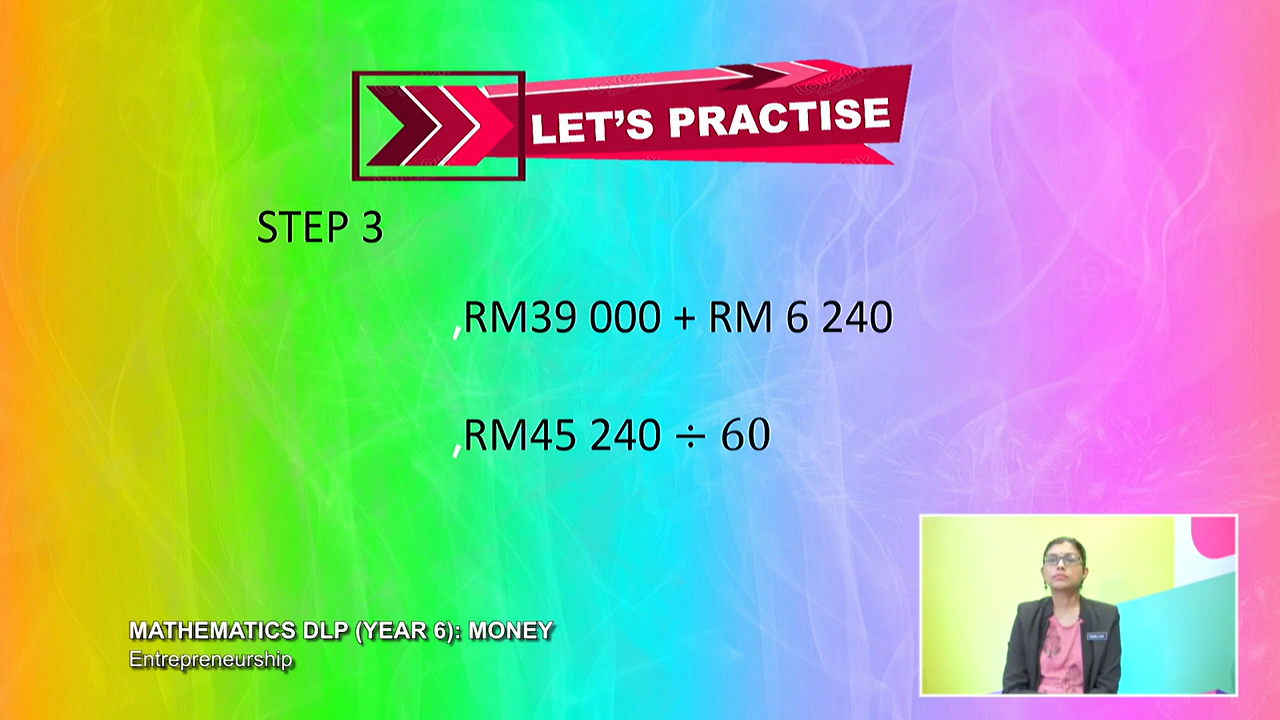 LET’S PRACTISE
STEP 3
,RM39 000 + RM 6 240
,RM45 240 ÷ 60
MATHEMATICS DLP (YEAR 6): MONEY
Entrepreneurship